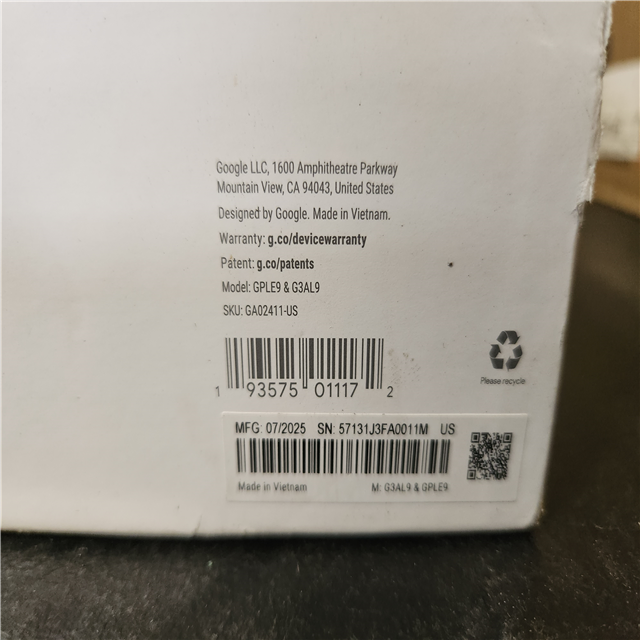 Google LLC, 1600 Amphitheatre Parkway
Mountain View, CA 94043, United States
Designed by Google. Made in Vietnam.
Warranty: g.co/devicewarranty
Patent: g.co/patents
Model: GPLE9 & G3AL9
SKU: GA02411-US
1 93575 01117 2
Please recycle
MFG: 07/2025 SN: 57131J3FA0011M US
Made in Vietnam M: G3AL9 & GPLE9